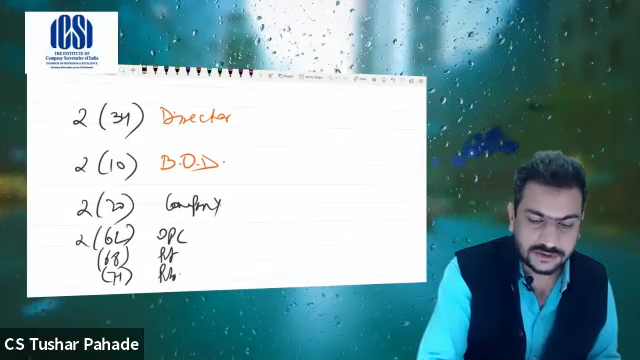 ICSI
THE INSTITUTE OF
Company Secretaries of India
2 (34) Director
2 (10) B.O.D.
2 (20) Company
2 (62) OPC
(68)
(71)
CS Tushar Pahade